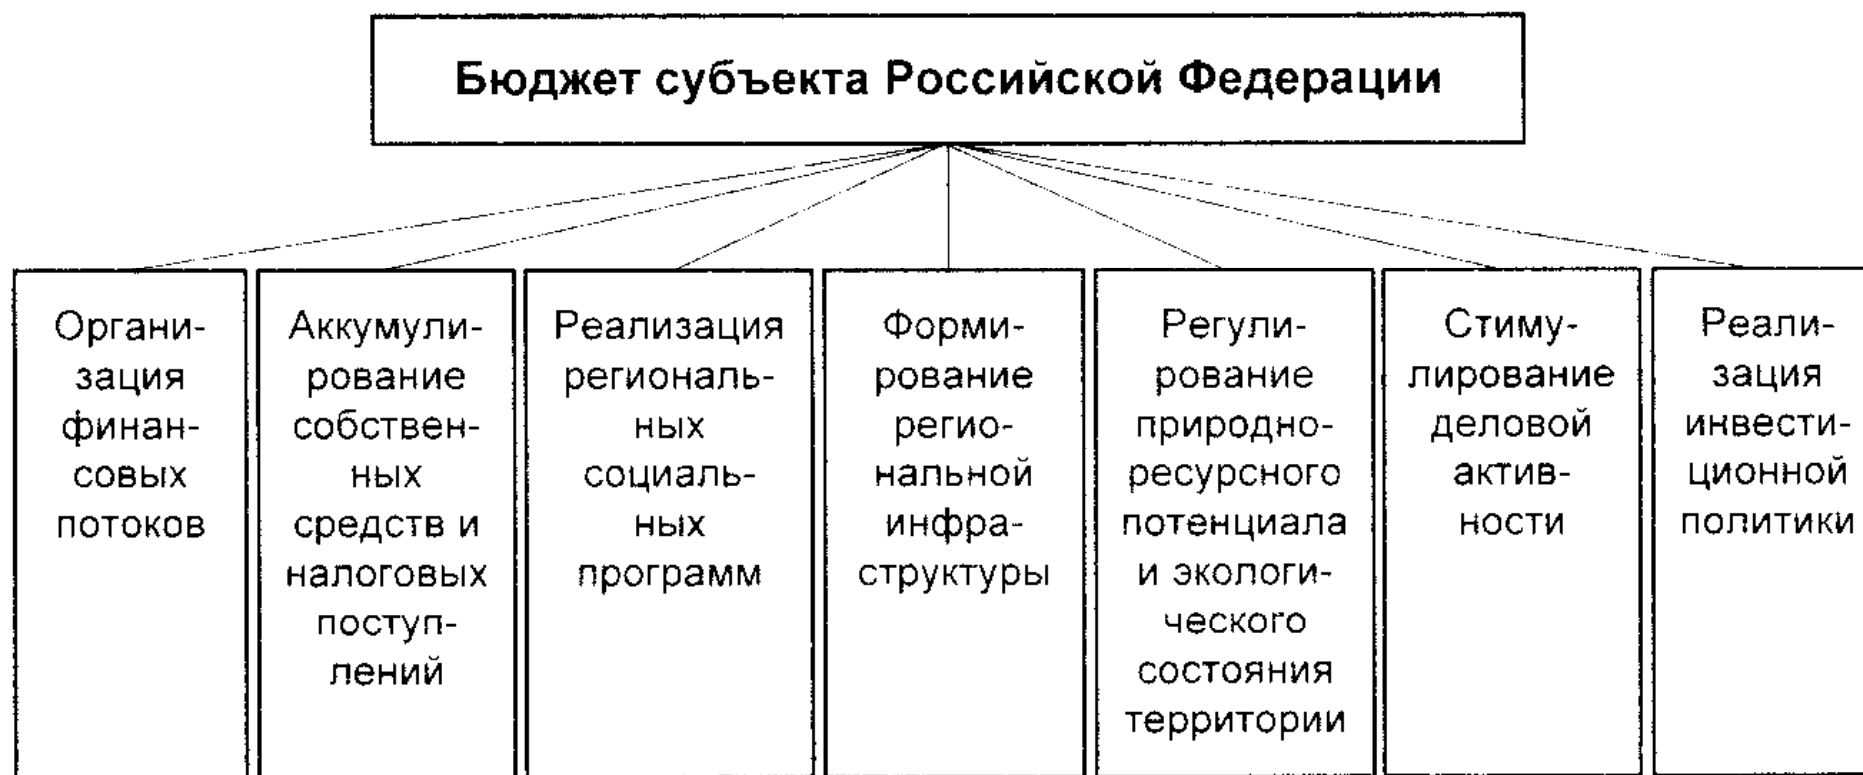 Бюджет субъекта Российской Федерации
Органи-
зация
финан-
совых
потоков
Аккумули-
рование
собствен-
ных
средств и
налоговых
поступ-
лений
Реализация
региональ-
ных
социаль-
ных
программ
Форми-
рование
регио-
нальной
инфра-
структуры
Регули-
рование
природно-
ресурсного
потенциала
и экологи-
ческого
состояния
территории
Стиму-
лирование
деловой
актив-
ности
Реали-
зация
инвести-
ционной
политики